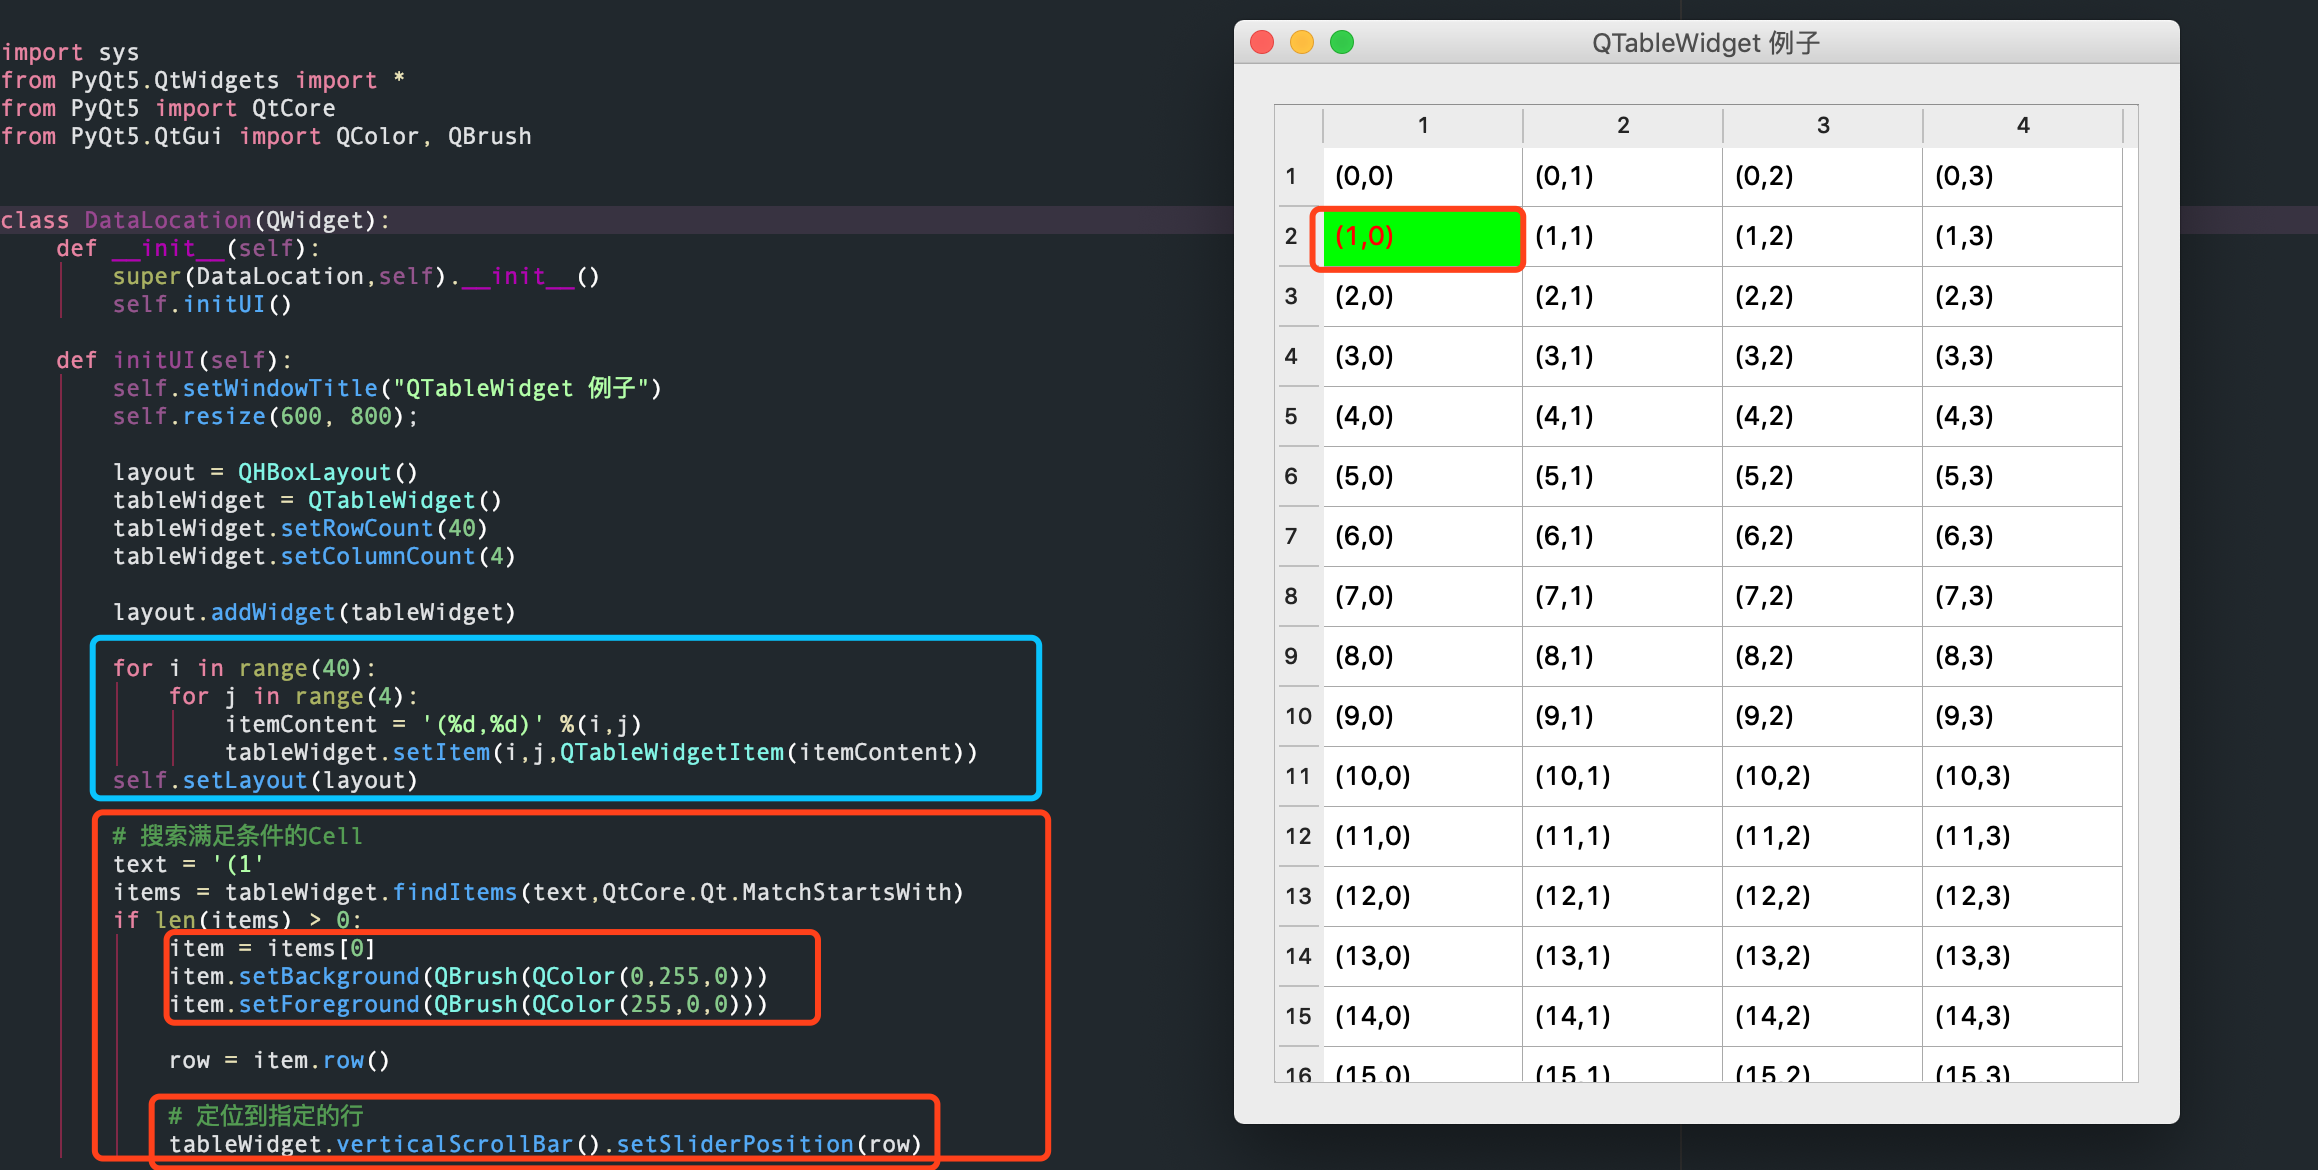 import sys
from PyQt5.QtWidgets import *
from PyQt5 import QtCore
from PyQt5.QtGui import QColor, QBrush
class DataLocation(QWidget):
def __init__(self):
super(DataLocation,self).__init__()
self.initUI()
def initUI(self):
self.setWindowTitle("QTableWidget 例子")
self.resize(600, 800);
layout = QHBoxLayout()
tableWidget = QTableWidget()
tableWidget.setRowCount(40)
tableWidget.setColumnCount(4)
layout.addWidget(tableWidget)
for i in range(40):
for j in range(4):
itemContent = '(%d,%d)' %(i,j)
tableWidget.setItem(i,j,QTableWidgetItem(itemContent))
self.setLayout(layout)
# 搜索满足条件的Cell
text = '(1'
items = tableWidget.findItems(text,QtCore.Qt.MatchStartsWith)
if len(items) > 0:
item = items[0]
item.setBackground(QBrush(QColor(0,255,0)))
item.setForeground(QBrush(QColor(255,0,0)))
row = item.row()
# 定位到指定的行
tableWidget.verticalScrollBar().setSliderPosition(row)
QTableWidget 例子
1 2 3 4
1 (0,0) (0,1) (0,2) (0,3)
2 (1,0) (1,1) (1,2) (1,3)
3 (2,0) (2,1) (2,2) (2,3)
4 (3,0) (3,1) (3,2) (3,3)
5 (4,0) (4,1) (4,2) (4,3)
6 (5,0) (5,1) (5,2) (5,3)
7 (6,0) (6,1) (6,2) (6,3)
8 (7,0) (7,1) (7,2) (7,3)
9 (8,0) (8,1) (8,2) (8,3)
10 (9,0) (9,1) (9,2) (9,3)
11 (10,0) (10,1) (10,2) (10,3)
12 (11,0) (11,1) (11,2) (11,3)
13 (12,0) (12,1) (12,2) (12,3)
14 (13,0) (13,1) (13,2) (13,3)
15 (14,0) (14,1) (14,2) (14,3)
16 (15,0) (15,1) (15,2) (15,3)